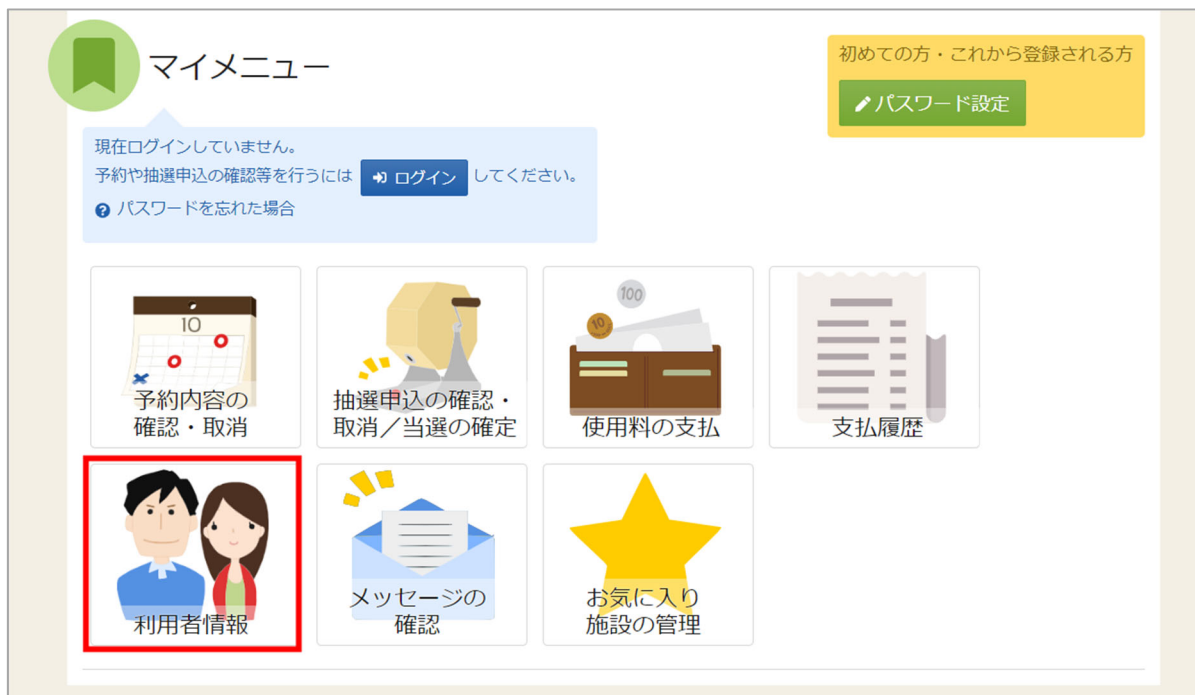 マイメニュー
初めての方・これから登録される方
パスワード設定
現在ログインしていません。
予約や抽選申込の確認等を行うには ログイン してください。
パスワードを忘れた場合
10
予約内容の
確認・取消
抽選申込の確認・
取消／当選の確定
100
10
使用料の支払
支払履歴
利用者情報
メッセージの
確認
お気に入り
施設の管理